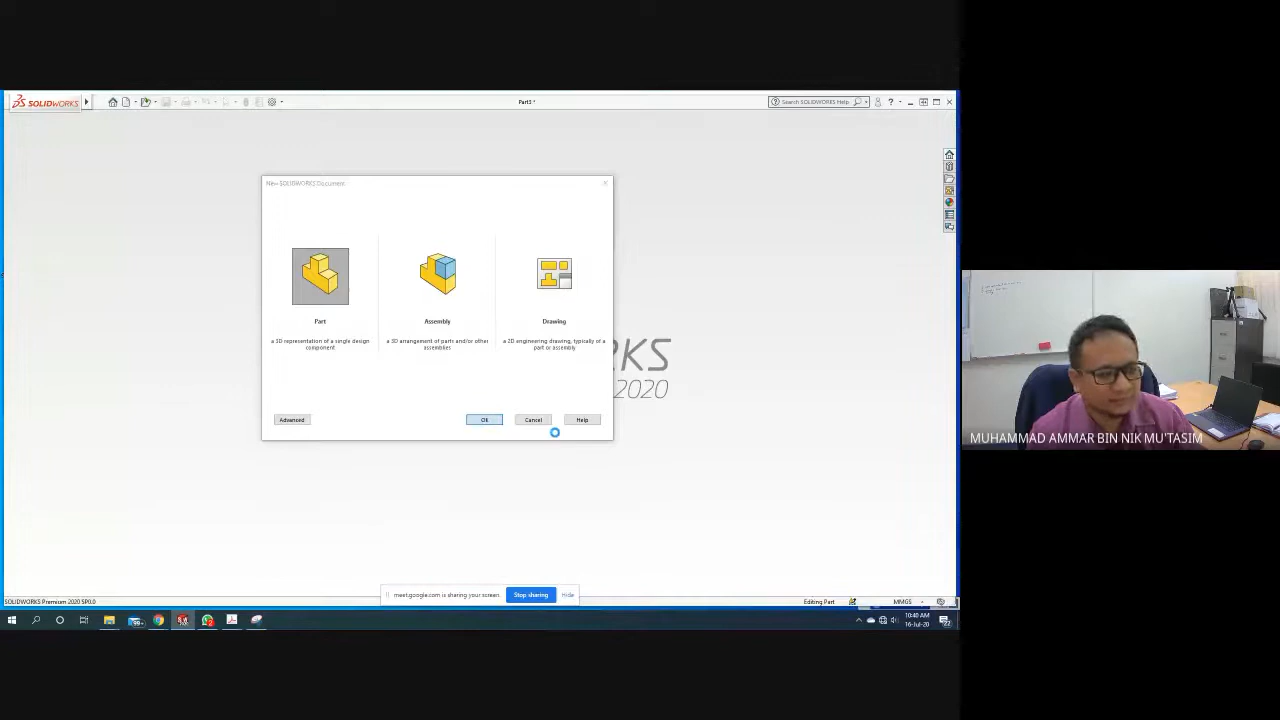 SOLIDWORKS
Part3 *
Search SOLIDWORKS Help
New SOLIDWORKS Document
Part
a 3D representation of a single design
component
Assembly
a 3D arrangement of parts and/or other
assemblies
Drawing
a 2D engineering drawing, typically of a
part or assembly
RKS
2020
Advanced
OK
Cancel
Help
MUHAMMAD AMMAR BIN NIK MU'TASIM
meet.google.com is sharing your screen.
Stop sharing
Hide
SOLIDWORKS Premium 2020 SP0.0
Editing Part
MMGS
10:40 AM
16-Jul-20